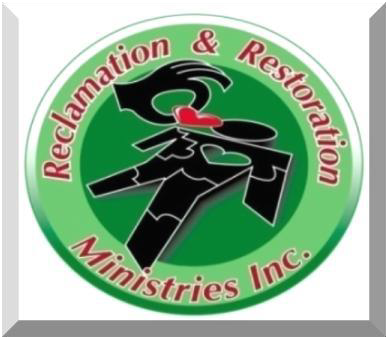 Reclamation & Restoration
Ministries Inc.